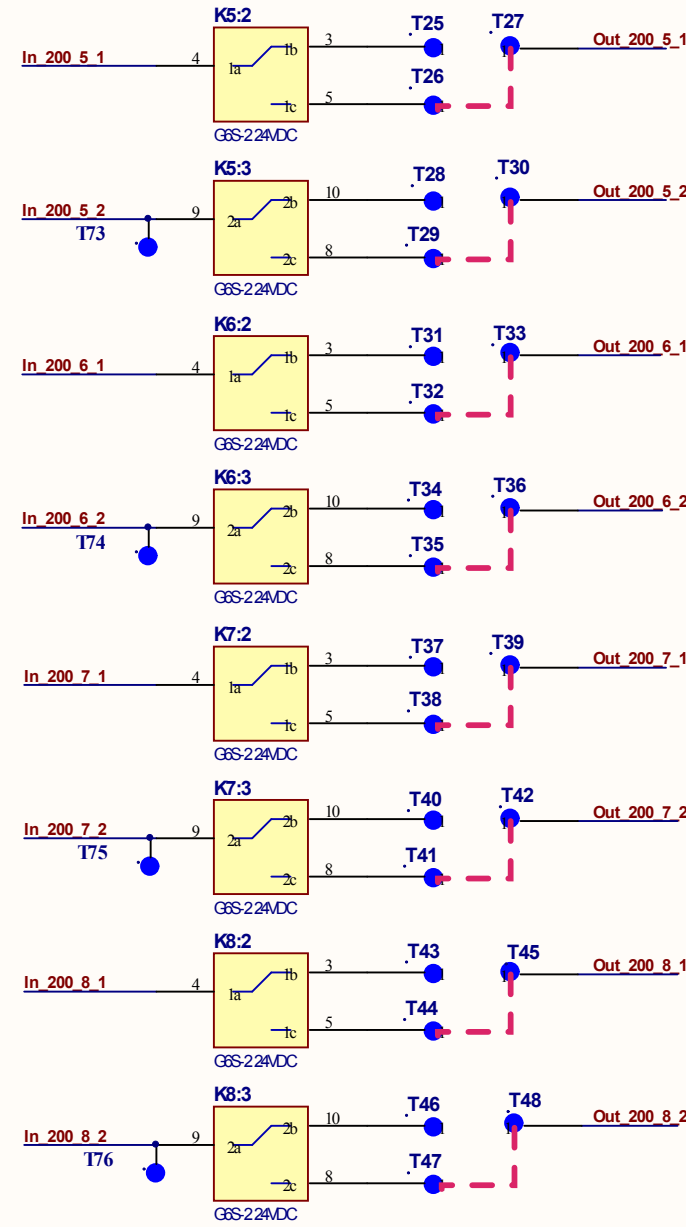 K5:2
T25
T27
In_200_5_1
4
1a
1b
1c
3
5
T26
Out_200_5_1
G6S-2 24VDC
K5:3
T28
T30
In_200_5_2
T73
9
2a
2b
2c
10
8
T29
Out_200_5_2
G6S-2 24VDC
K6:2
T31
T33
In_200_6_1
4
1a
1b
1c
3
5
T32
Out_200_6_1
G6S-2 24VDC
K6:3
T34
T36
In_200_6_2
T74
9
2a
2b
2c
10
8
T35
Out_200_6_2
G6S-2 24VDC
K7:2
T37
T39
In_200_7_1
4
1a
1b
1c
3
5
T38
Out_200_7_1
G6S-2 24VDC
K7:3
T40
T42
In_200_7_2
T75
9
2a
2b
2c
10
8
T41
Out_200_7_2
G6S-2 24VDC
K8:2
T43
T45
In_200_8_1
4
1a
1b
1c
3
5
T44
Out_200_8_1
G6S-2 24VDC
K8:3
T46
T48
In_200_8_2
T76
9
2a
2b
2c
10
8
T47
Out_200_8_2
G6S-2 24VDC